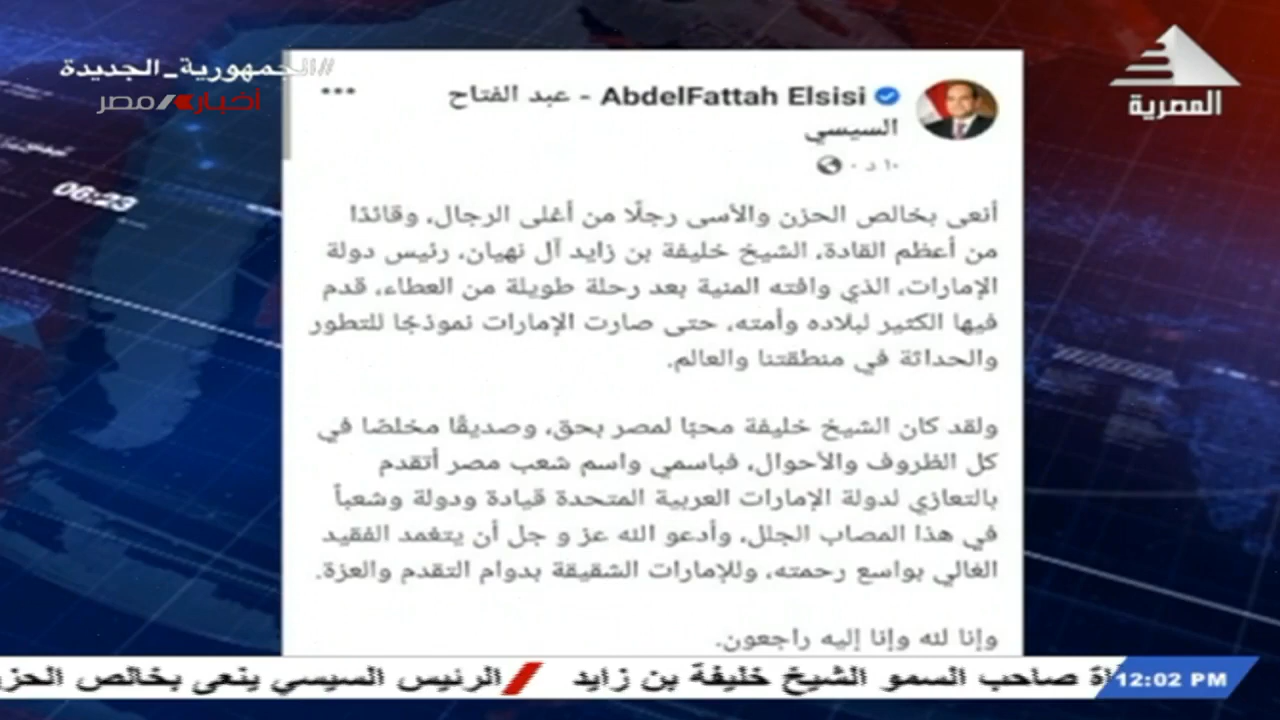 #الجمهورية_الجديدة
أخبار مصر
المصرية
06:23
AbdelFattah Elsisi - عبد الفتاح
السيسي
١٠ د
أنعى بخالص الحزن والأسى رجلًا من أغلى الرجال، وقائدًا
من أعظم القادة، الشيخ خليفة بن زايد آل نهيان، رئيس دولة
الإمارات، الذي وافته المنية بعد رحلة طويلة من العطاء، قدم
فيها الكثير لبلاده وأمته، حتى صارت الإمارات نموذجًا للتطور
والحداثة في منطقتنا والعالم.
ولقد كان الشيخ خليفة محبًا لمصر بحق، وصديقًا مخلصًا في
كل الظروف والأحوال، فباسمي واسم شعب مصر أتقدم
بالتعازي لدولة الإمارات العربية المتحدة قيادة ودولة وشعباً
في هذا المصاب الجلل، وأدعو الله عز و جل أن يتغمد الفقيد
الغالي بواسع رحمته، وللإمارات الشقيقة بدوام التقدم والعزة.
وإنا لله وإنا إليه راجعون.
صاحب السمو الشيخ خليفة بن زايد / الرئيس السيسي ينعى بخالص
12:02 PM